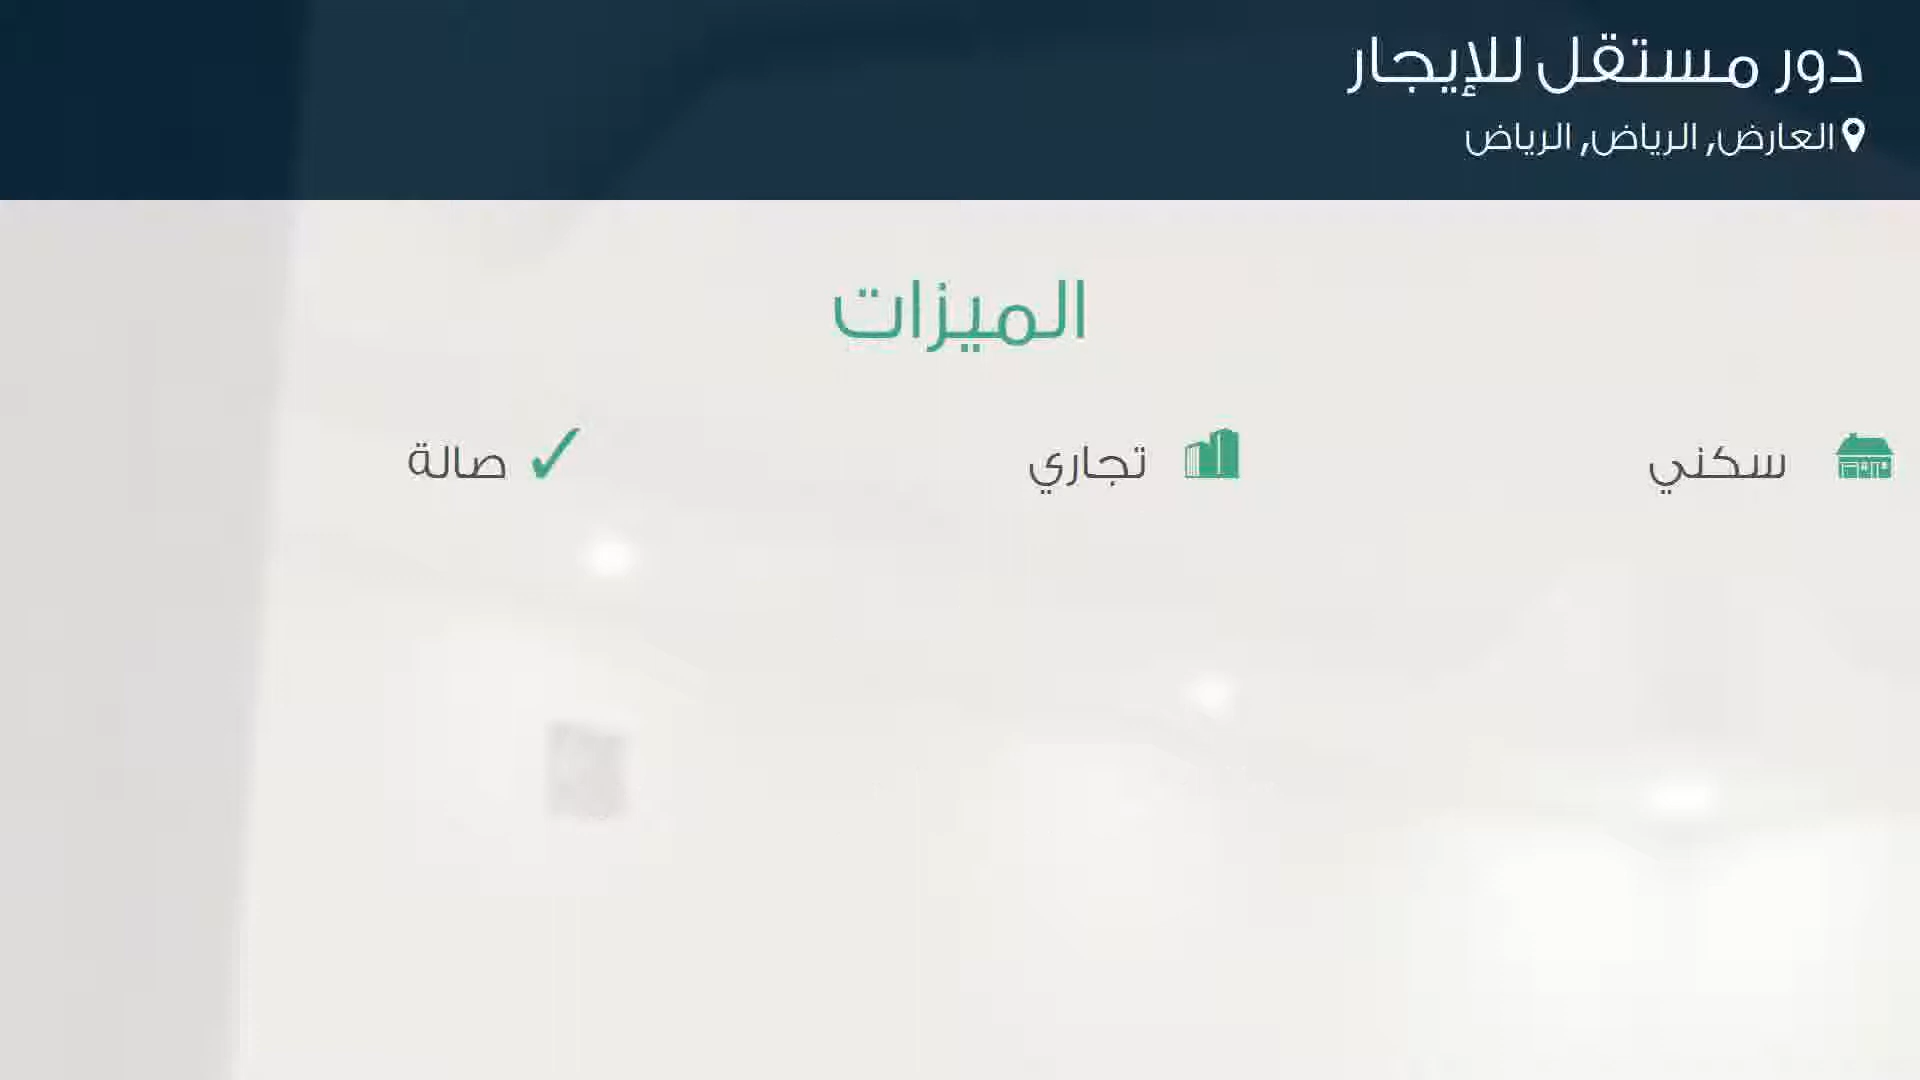 دور مستقل للإيجار
العارض, الرياض, الرياض
الميزات
سكني
تجاري
صالة